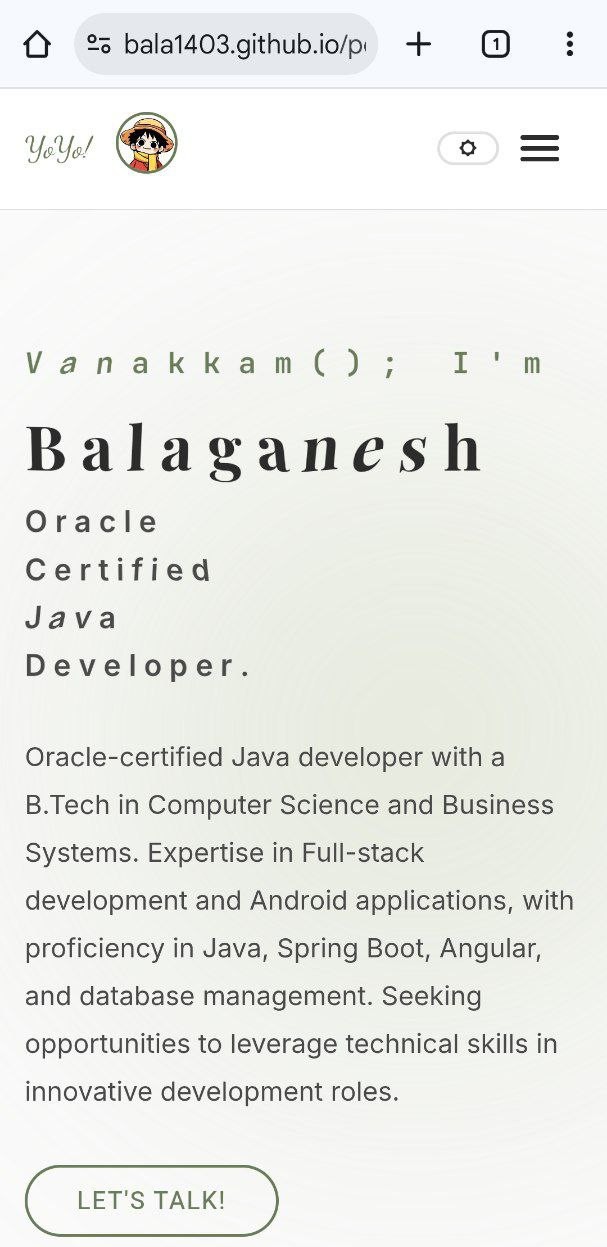 bala1403.github.io/p
1
YoYo!
Vanakkam(); I'm
Balaganesh
Oracle
Certified
Java
Developer.
Oracle-certified Java developer with a
B.Tech in Computer Science and Business
Systems. Expertise in Full-stack
development and Android applications, with
proficiency in Java, Spring Boot, Angular,
and database management. Seeking
opportunities to leverage technical skills in
innovative development roles.
LET'S TALK!